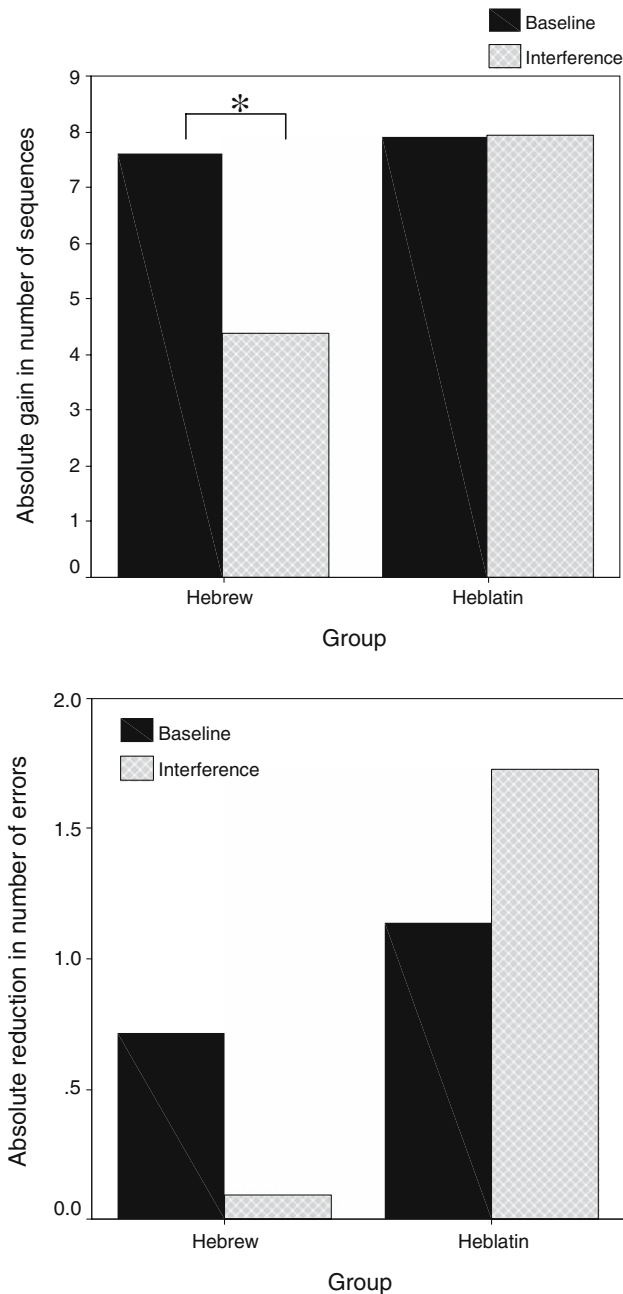 Baseline
Interference
Absolute gain in number of sequences
9
8
7
6
5
4
3
2
1
0
*
Hebrew Heblatin
Group
Absolute reduction in number of errors
2.0
1.5
1.0
.5
0.0
Baseline
Interference
Hebrew Heblatin
Group